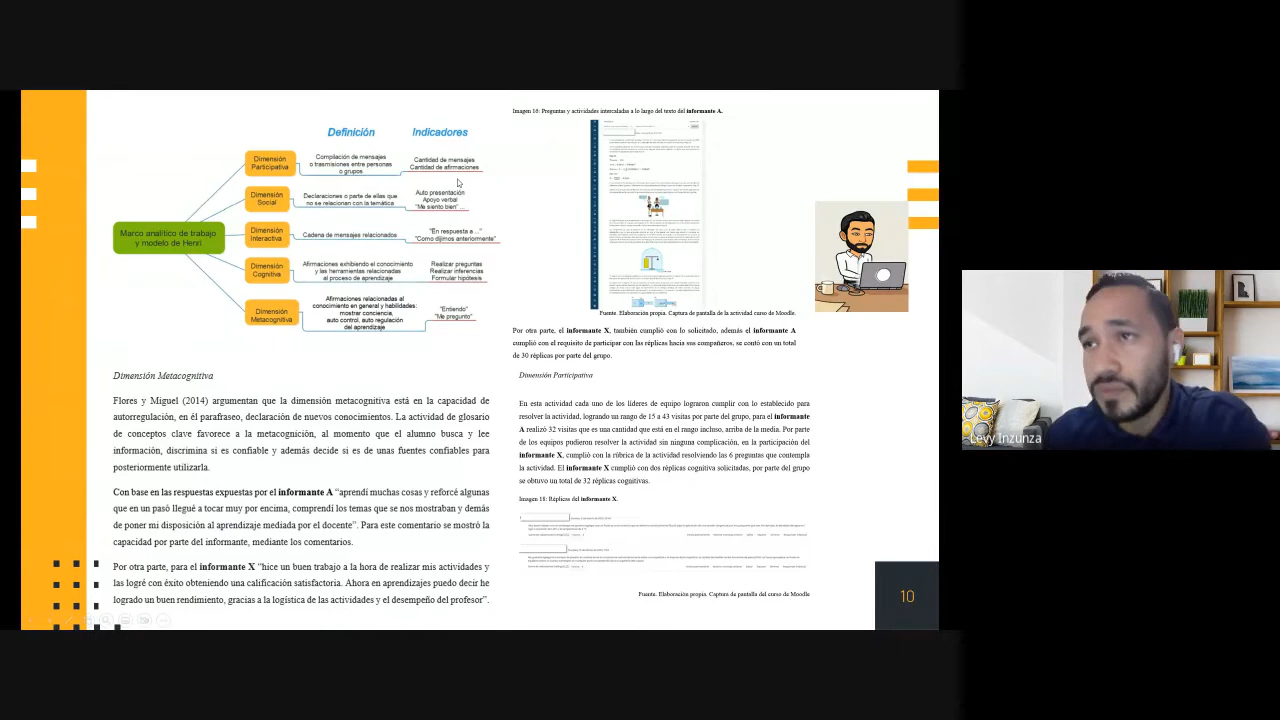 Definición
Indicadores
Marco analítico de trabajo
y modelo de Henri
Dimensión
Participativa
Compilación de mensajes
o trasmisiones entre personas
o grupos
Cantidad de mensajes
Cantidad de afirmaciones
Dimensión
Social
Declaraciones o parte de ellas que
no se relacionan con la temática
Auto presentación
Apoyo verbal
"Me siento bien" ...
Dimensión
Interactiva
Cadena de mensajes relacionados
"En respuesta a ..."
"Como dijimos anteriormente"
Dimensión
Cognitiva
Afirmaciones exhibiendo el conocimiento
y las herramientas relacionadas
al proceso de aprendizaje
Realizar preguntas
Realizar inferencias
Formular hipótesis
Dimensión
Metacognitiva
Afirmaciones relacionadas al
conocimiento en general y habilidades:
mostrar conciencia,
auto control, auto regulación
del aprendizaje
"Entiendo"
"Me pregunto"
Dimensión Metacognitiva
Flores y Miguel (2014) argumentan que la dimensión metacognitiva está en la capacidad de
autorregulación, en él parafraseo, declaración de nuevos conocimientos. La actividad de glosario
de conceptos clave favorece a la metacognición, al momento que el alumno busca y lee
información, discrimina si es confiable y además decide si es de unas fuentes confiables para
posteriormente utilizarla.
Con base en las respuestas expuestas por el informante A “aprendí muchas cosas y reforcé algunas
que en un pasó llegué a tocar muy por encima, comprendí los temas que se nos mostraban y demás
de poner mi disposición al aprendizaje mediada por el docente”. Para este comentario se mostró la
capacidad por parte del informante, mediante los comentarios.
Por otra parte, para el informante X “hice un buen trabajo a la hora de realizar mis actividades y
las logré con éxito obteniendo una calificación satisfactoria. Ahora en aprendizajes puedo decir he
logrado un buen rendimiento, gracias a la logística de las actividades y el desempeño del profesor”.
Imagen 16: Preguntas y actividades intercaladas a lo largo del texto del informante A.
Fuente. Elaboración propia. Captura de pantalla de la actividad curso de Moodle.
Por otra parte, el informante X, también cumplió con lo solicitado, además el informante A
cumplió con el requisito de participar con las réplicas hacia sus compañeros, se contó con un total
de 30 réplicas por parte del grupo.
Dimensión Participativa
En esta actividad cada uno de los líderes de equipo lograron cumplir con lo establecido para
resolver la actividad, logrando un rango de 15 a 43 visitas por parte del grupo, para el informante
A realizó 32 visitas que es una cantidad que está en el rango incluso, arriba de la media. Por parte
de los equipos pudieron resolver la actividad sin ninguna complicación, en la participación del
informante X, cumplió con la rúbrica de la actividad resolviendo las 6 preguntas que contempla
la actividad. El informante X cumplió con dos réplicas cognitiva solicitadas, por parte del grupo
se obtuvo un total de 32 réplicas cognitivas.
Imagen 18: Réplicas del informante X.
Fuente. Elaboración propia. Captura de pantalla del curso de Moodle
10
Levy Inzunza